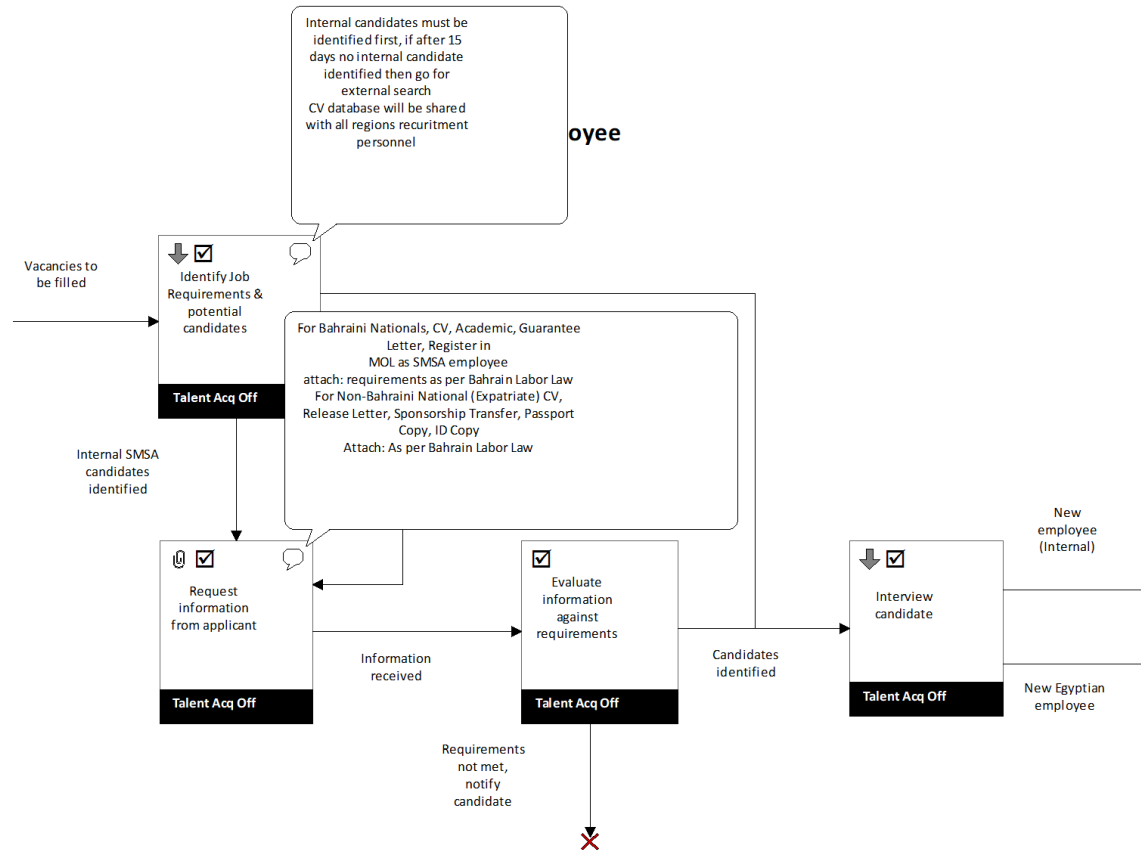 Internal candidates must be
identified first, if after 15
days no internal candidate
identified then go for
external search
CV database will be shared
with all regions recuritment
personnel
oyee
Vacancies to
be filled
Identify Job
Requirements &
potential
candidates
Talent Acq Off
For Bahraini Nationals, CV, Academic, Guarantee
Letter, Register in
MOL as SMSA employee
attach: requirements as per Bahrain Labor Law
For Non-Bahraini National (Expatriate) CV,
Release Letter, Sponsorship Transfer, Passport
Copy, ID Copy
Attach: As per Bahrain Labor Law
Internal SMSA
candidates
identified
Request
information
from applicant
Talent Acq Off
Information
received
Evaluate
information
against
requirements
Talent Acq Off
Requirements
not met,
notify
candidate
Candidates
identified
Interview
candidate
Talent Acq Off
New
employee
(Internal)
New Egyptian
employee